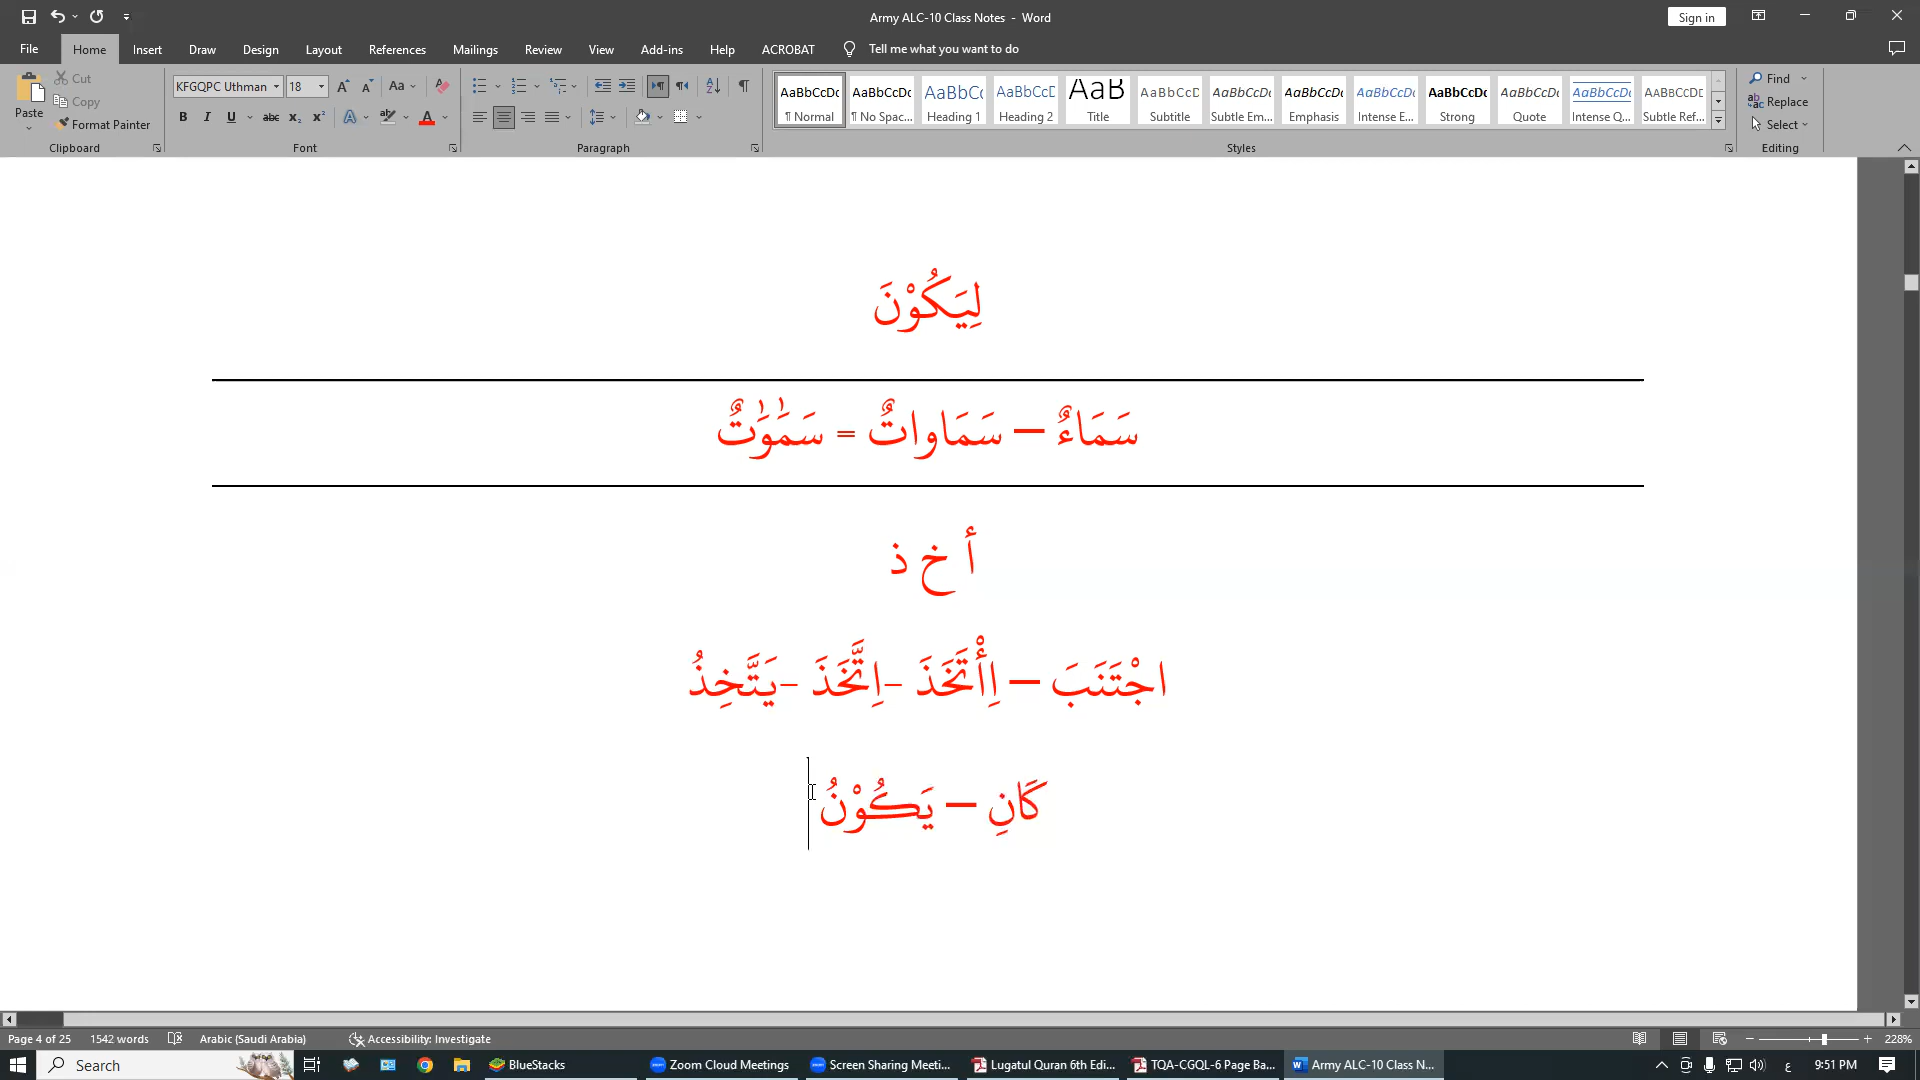 Army ALC-10 Class Notes - Word
Sign in
File Home Insert Draw Design Layout References Mailings Review View Add-ins Help ACROBAT Tell me what you want to do
Paste Cut Copy Format Painter
KFGQPC Uthman 18
AaBbCcDc AaBbCcDc AaBbCc AaBbCcD AaB AaBbCcD AaBbCcDc AaBbCcDc AaBbCcDc AaBbCcDc AaBbCcDc AaBbCcDc AABBCCDE
¶ Normal ¶ No Spac... Heading 1 Heading 2 Title Subtitle Subtle Em... Emphasis Intense E... Strong Quote Intense Q... Subtle Ref...
Find Replace Select
Clipboard Font Paragraph Styles Editing
لِيَكُوْنَ
سَمَاءٌ – سَمَاواتٌ = سَمَٰوَٰتٌ
أ خ ذ
اجْتَنَبَ – اِأْتَخَذَ -اِتَّخَذَ -يَتَّخِذُ
كَانِ – يَكُوْنُ
Page 4 of 25 1542 words Arabic (Saudi Arabia) Accessibility: Investigate 228%
Search BlueStacks Zoom Cloud Meetings Screen Sharing Meeti... Lugatul Quran 6th Edi... TQA-CGQL-6 Page Ba... Army ALC-10 Class N... ع 9:51 PM